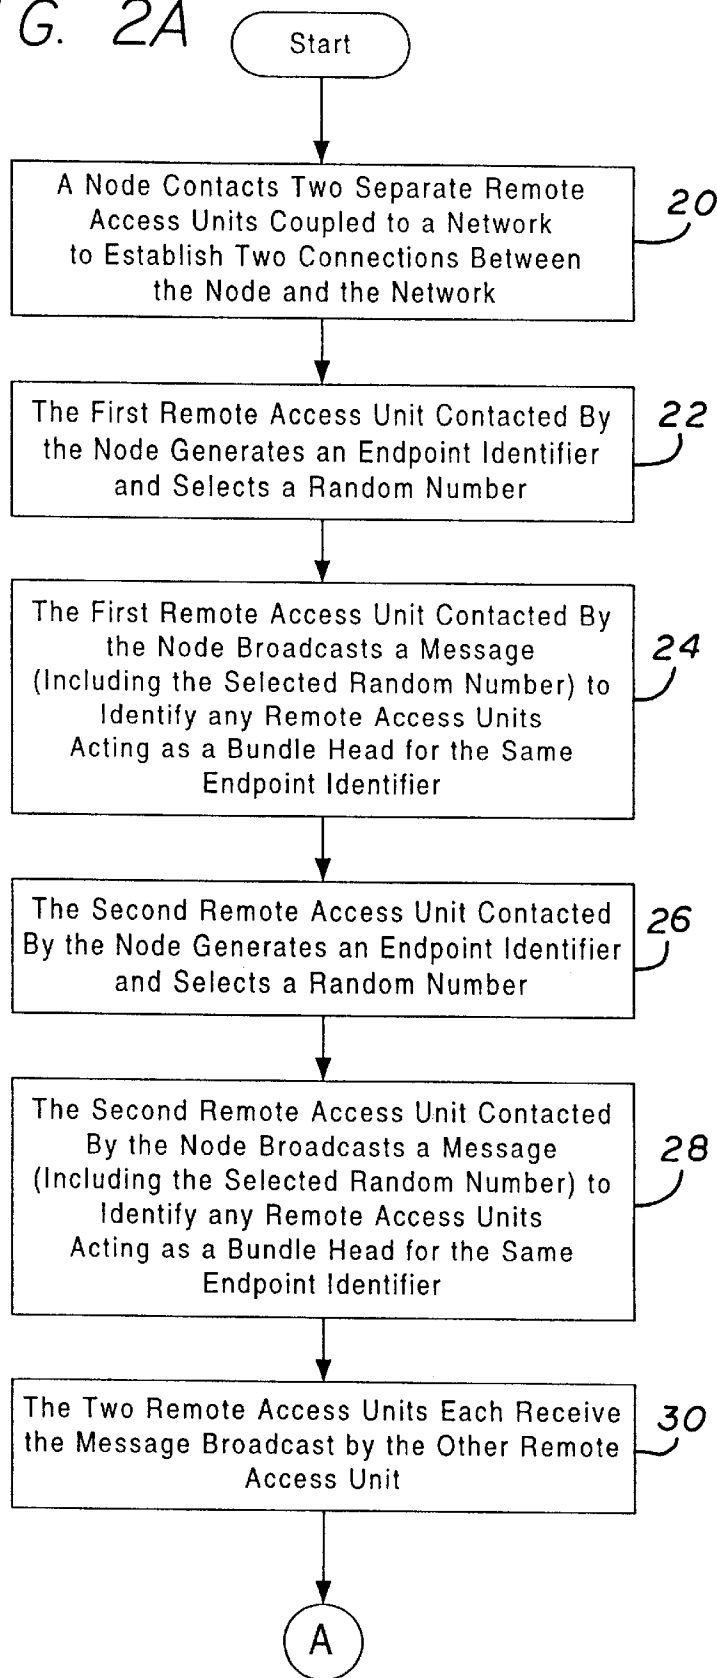 G. 2A
Start
A Node Contacts Two Separate Remote
Access Units Coupled to a Network
to Establish Two Connections Between
the Node and the Network
20
The First Remote Access Unit Contacted By
the Node Generates an Endpoint Identifier
and Selects a Random Number
22
The First Remote Access Unit Contacted By
the Node Broadcasts a Message
(Including the Selected Random Number) to
Identify any Remote Access Units
Acting as a Bundle Head for the Same
Endpoint Identifier
24
The Second Remote Access Unit Contacted
By the Node Generates an Endpoint Identifier
and Selects a Random Number
26
The Second Remote Access Unit Contacted
By the Node Broadcasts a Message
(Including the Selected Random Number) to
Identify any Remote Access Units
Acting as a Bundle Head for the Same
Endpoint Identifier
28
The Two Remote Access Units Each Receive
the Message Broadcast by the Other Remote
Access Unit
30
A